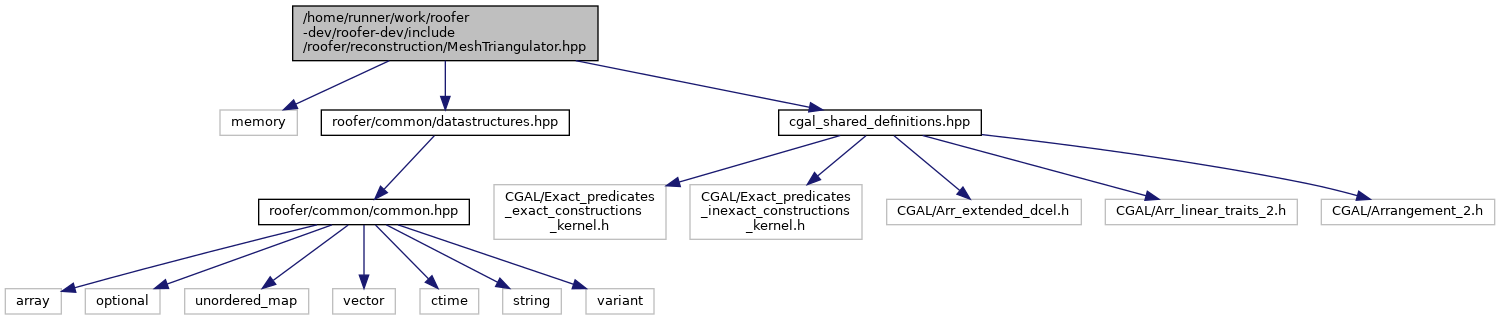 /home/runner/work/roofer
-dev/roofer-dev/include
/roofer/reconstruction/MeshTriangulator.hpp
memory
roofer/common/datastructures.hpp
cgal_shared_definitions.hpp
roofer/common/common.hpp
CGAL/Exact_predicates
_exact_constructions
_kernel.h
CGAL/Exact_predicates
_inexact_constructions
_kernel.h
CGAL/Arr_extended_dcel.h
CGAL/Arr_linear_traits_2.h
CGAL/Arrangement_2.h
array
optional
unordered_map
vector
ctime
string
variant